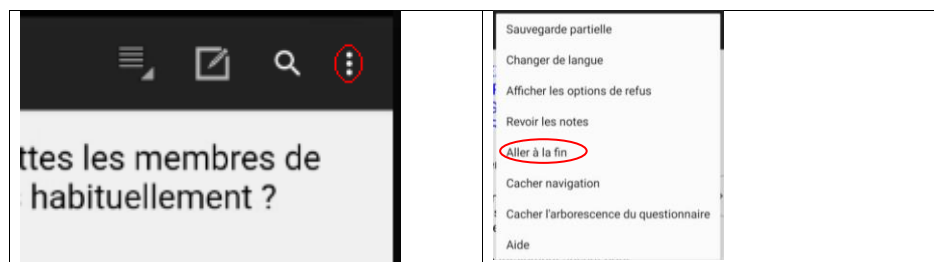 ttes les membres de
habituellement ?
Sauvegarde partielle
Changer de langue
Afficher les options de refus
Revoir les notes
Aller à la fin
Cacher navigation
Cacher l'arborescence du questionnaire
Aide